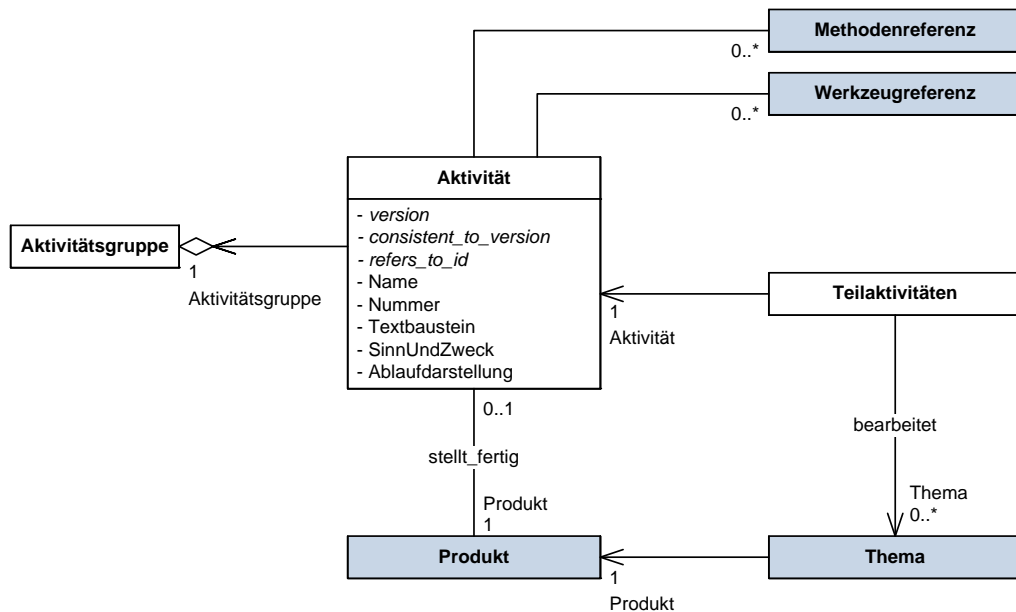 Methodenreferenz
0..*
Werkzeugreferenz
0..*
Aktivität
- version
- consistent_to_version
- refers_to_id
- Name
- Nummer
- Textbaustein
- SinnUndZweck
- Ablaufdarstellung
Aktivitätsgruppe
1
Aktivitätsgruppe
Teilaktivitäten
1
Aktivität
0..1
stellt_fertig
Produkt
1
bearbeitet
Thema
0..*
Produkt
Thema
1
Produkt